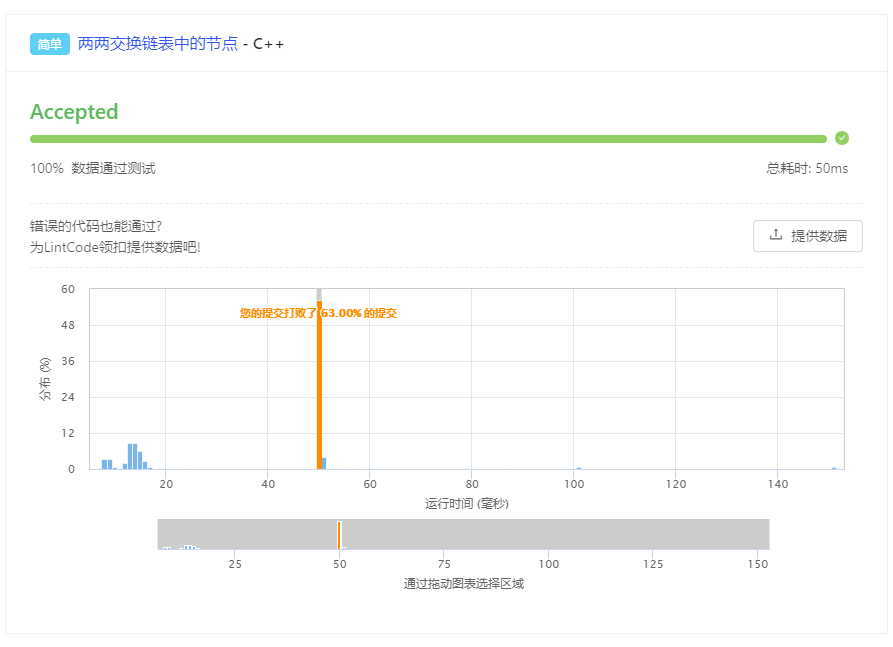 简单 两两交换链表中的节点 - C++
Accepted
100% 数据通过测试 总耗时: 50ms
错误的代码也能通过?
为LintCode领扣提供数据吧!
提供数据
您的提交打败了 63.00% 的提交
分布 (%)
60
48
36
24
12
0
20 40 60 80 100 120 140
运行时间 (毫秒)
25 50 75 100 125 150
通过拖动图表选择区域